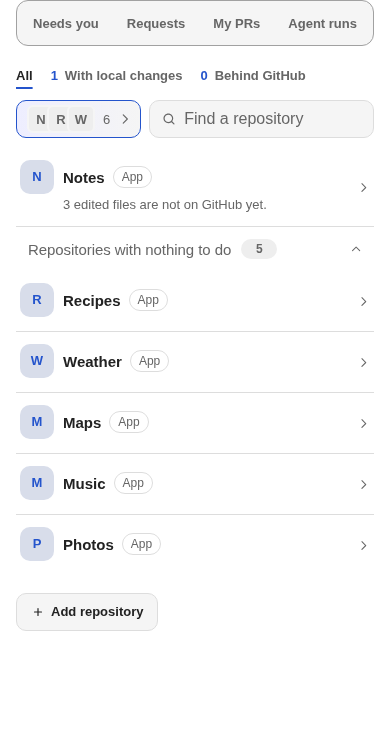 Needs you Requests My PRs Agent runs
All 1 With local changes 0 Behind GitHub
N R W 6 Find a repository
N Notes App
3 edited files are not on GitHub yet.
Repositories with nothing to do 5
R Recipes App
W Weather App
M Maps App
M Music App
P Photos App
+ Add repository